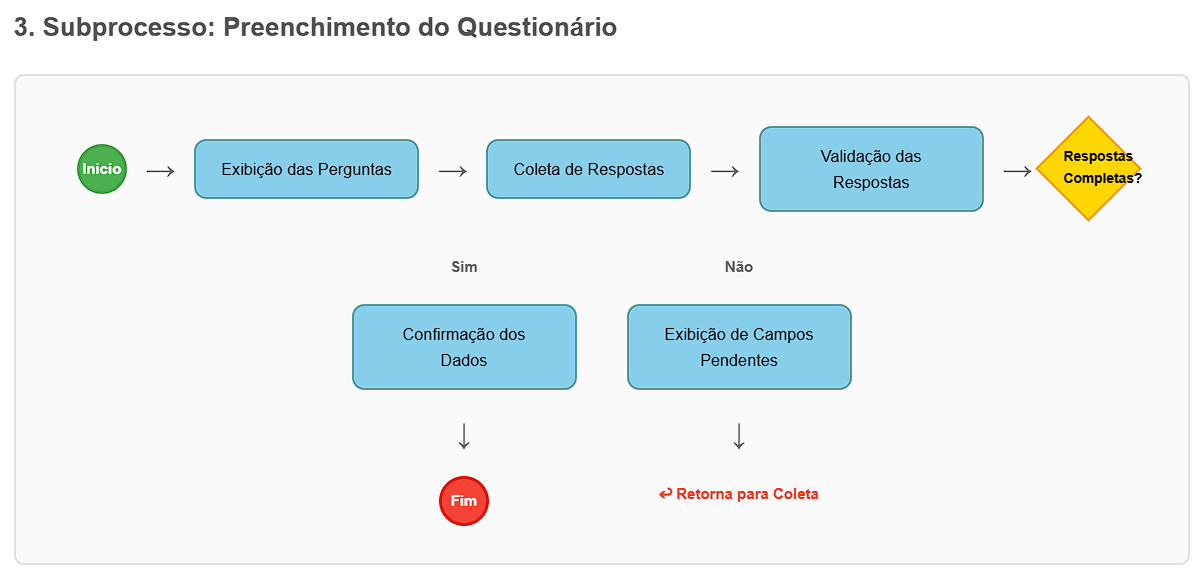 3. Subprocesso: Preenchimento do Questionário
Início
→
Exibição das Perguntas
→
Coleta de Respostas
→
Validação das
Respostas
→
Respostas
Completas?
Sim
Não
Confirmação dos
Dados
Exibição de Campos
Pendentes
↓
↓
Fim
↩ Retorna para Coleta